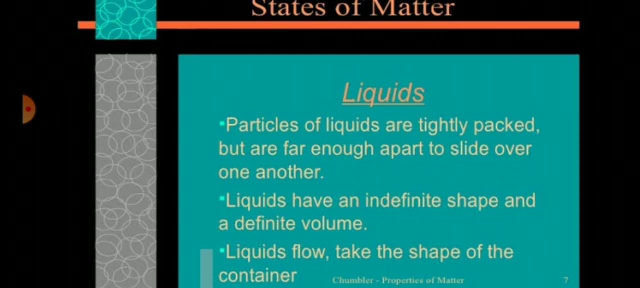 States of Matter
Liquids
▪Particles of liquids are tightly packed,
but are far enough apart to slide over
one another.
▪Liquids have an indefinite shape and
a definite volume.
▪Liquids flow, take the shape of the
container
Chumbler - Properties of Matter
7